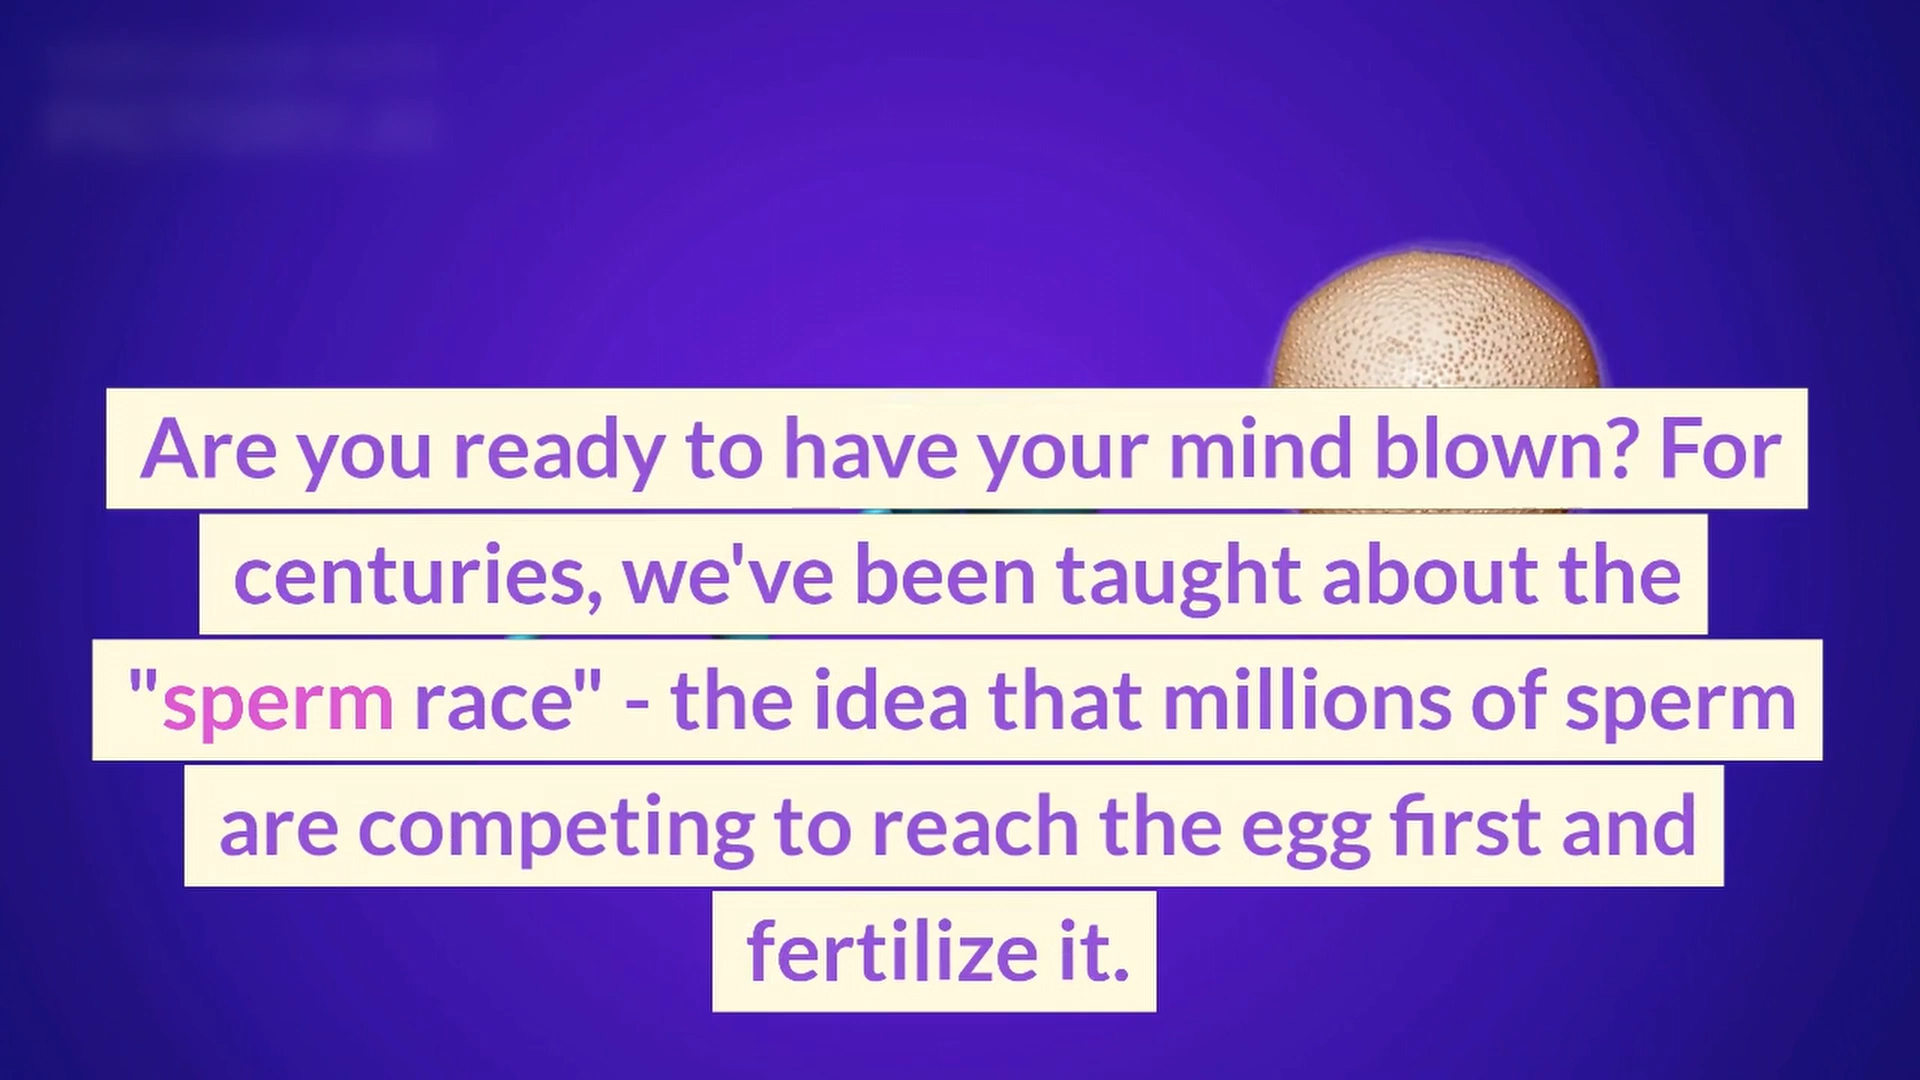 Are you ready to have your mind blown? For
centuries, we've been taught about the
"sperm race" - the idea that millions of sperm
are competing to reach the egg first and
fertilize it.